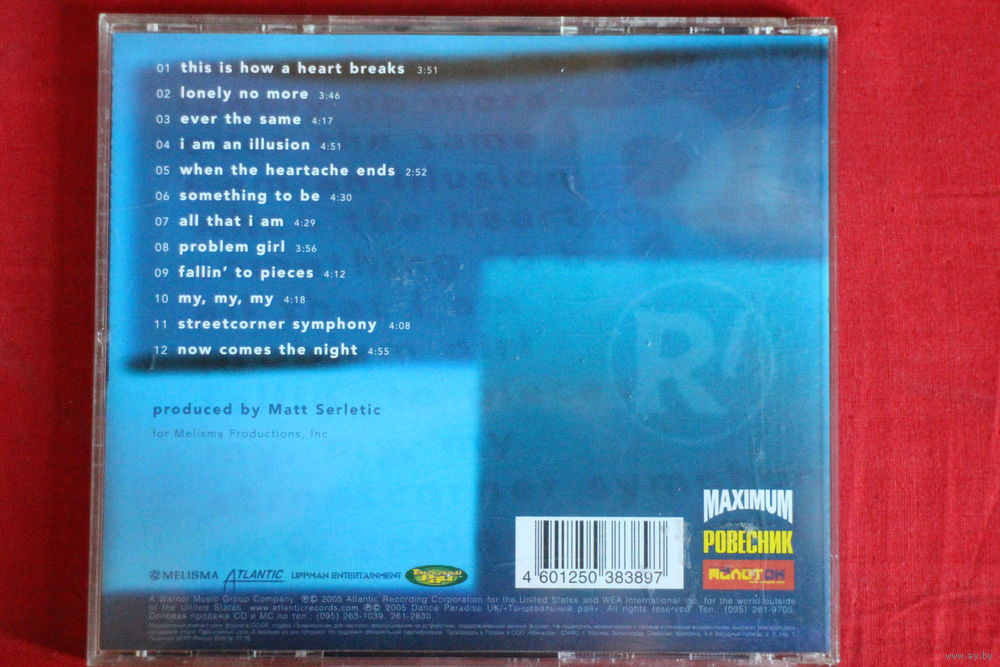 01 this is how a heart breaks 3:51
02 lonely no more 3:46
03 ever the same 4:17
04 i am an illusion 4:51
05 when the heartache ends 2:52
06 something to be 4:30
07 all that i am 4:29
08 problem girl 3:56
09 fallin' to pieces 4:12
10 my, my, my 4:18
11 streetcorner symphony 4:08
12 now comes the night 4:55
produced by Matt Serletic
for Melisma Productions, Inc
R
MAXIMUM
РОВЕСНИК
МОЛОТОК
4 601250 383897
MELISMA ATLANTIC LIPPMAN ENTERTAINMENT
A Warner Music Group Company. ℗© 2005 Atlantic Recording Corporation for the United States and WEA International Inc. for the world outside
of the United States. www.atlanticrecords.com ℗© 2005 Dance Paradise UK/«Танцевальный рай». All rights reserved. Тел.: (095) 261-9705.
Оптовая продажа CD и MC по тел.: (095) 263-1039, 261-2830.
www.ay.by